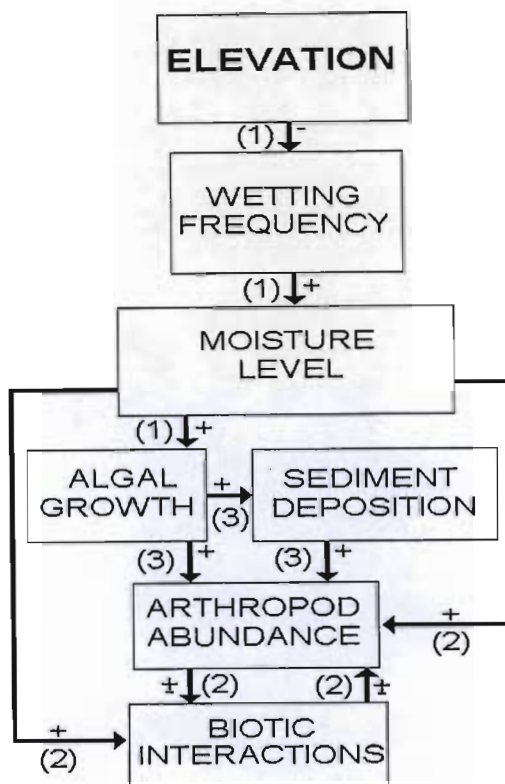 ELEVATION
(1) -
WETTING
FREQUENCY
(1) +
MOISTURE
LEVEL
(1) +
ALGAL
GROWTH
+
(3)
SEDIMENT
DEPOSITION
(3) +
(3) +
ARTHROPOD
ABUNDANCE
+
(2)
± (2)
(2) ±
+
(2)
BIOTIC
INTERACTIONS